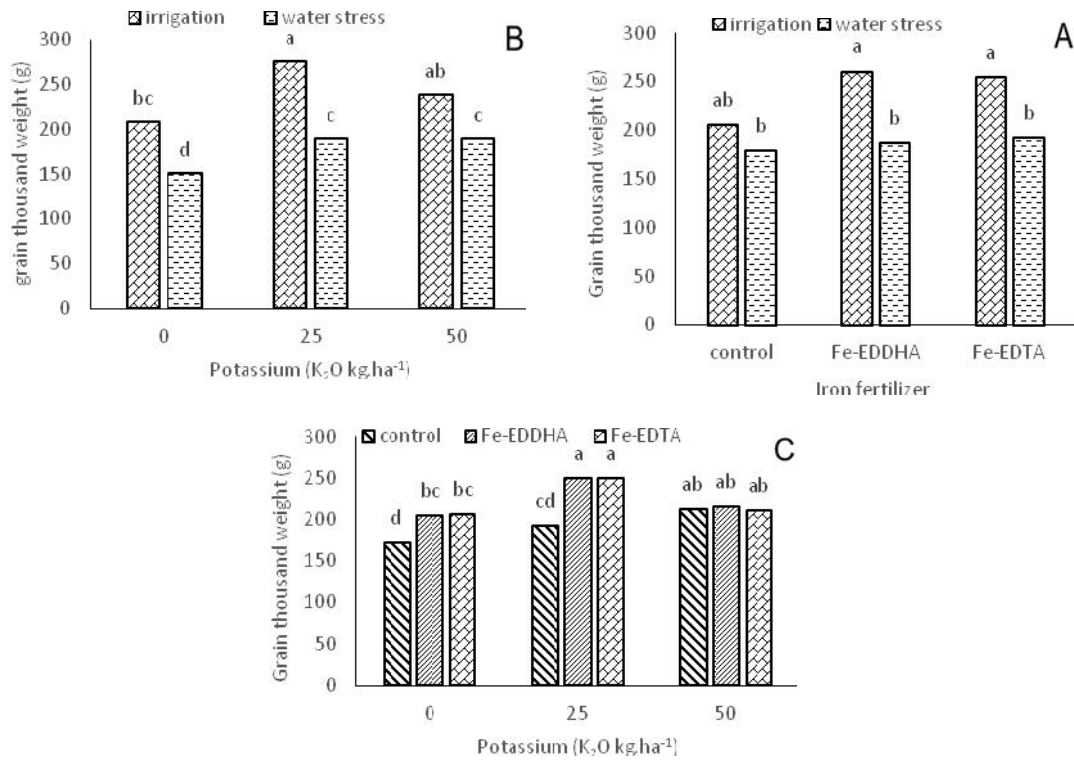 irrigation water stress
B
grain thousand weight (g)
300
250
200
150
100
50
0
bc
d
a
c
ab
c
0 25 50
Potassium (K₂O kg.ha⁻¹)
irrigation water stress
A
Grain thousand weight (g)
300
250
200
150
100
50
0
ab
b
a
b
a
b
control Fe-EDDHA Fe-EDTA
Iron fertilizer
control Fe-EDDHA Fe-EDTA
C
Grain thousand weight (g)
300
250
200
150
100
50
0
d
bc
bc
cd
a
a
ab
ab
ab
0 25 50
Potassium (K₂O kg.ha⁻¹)